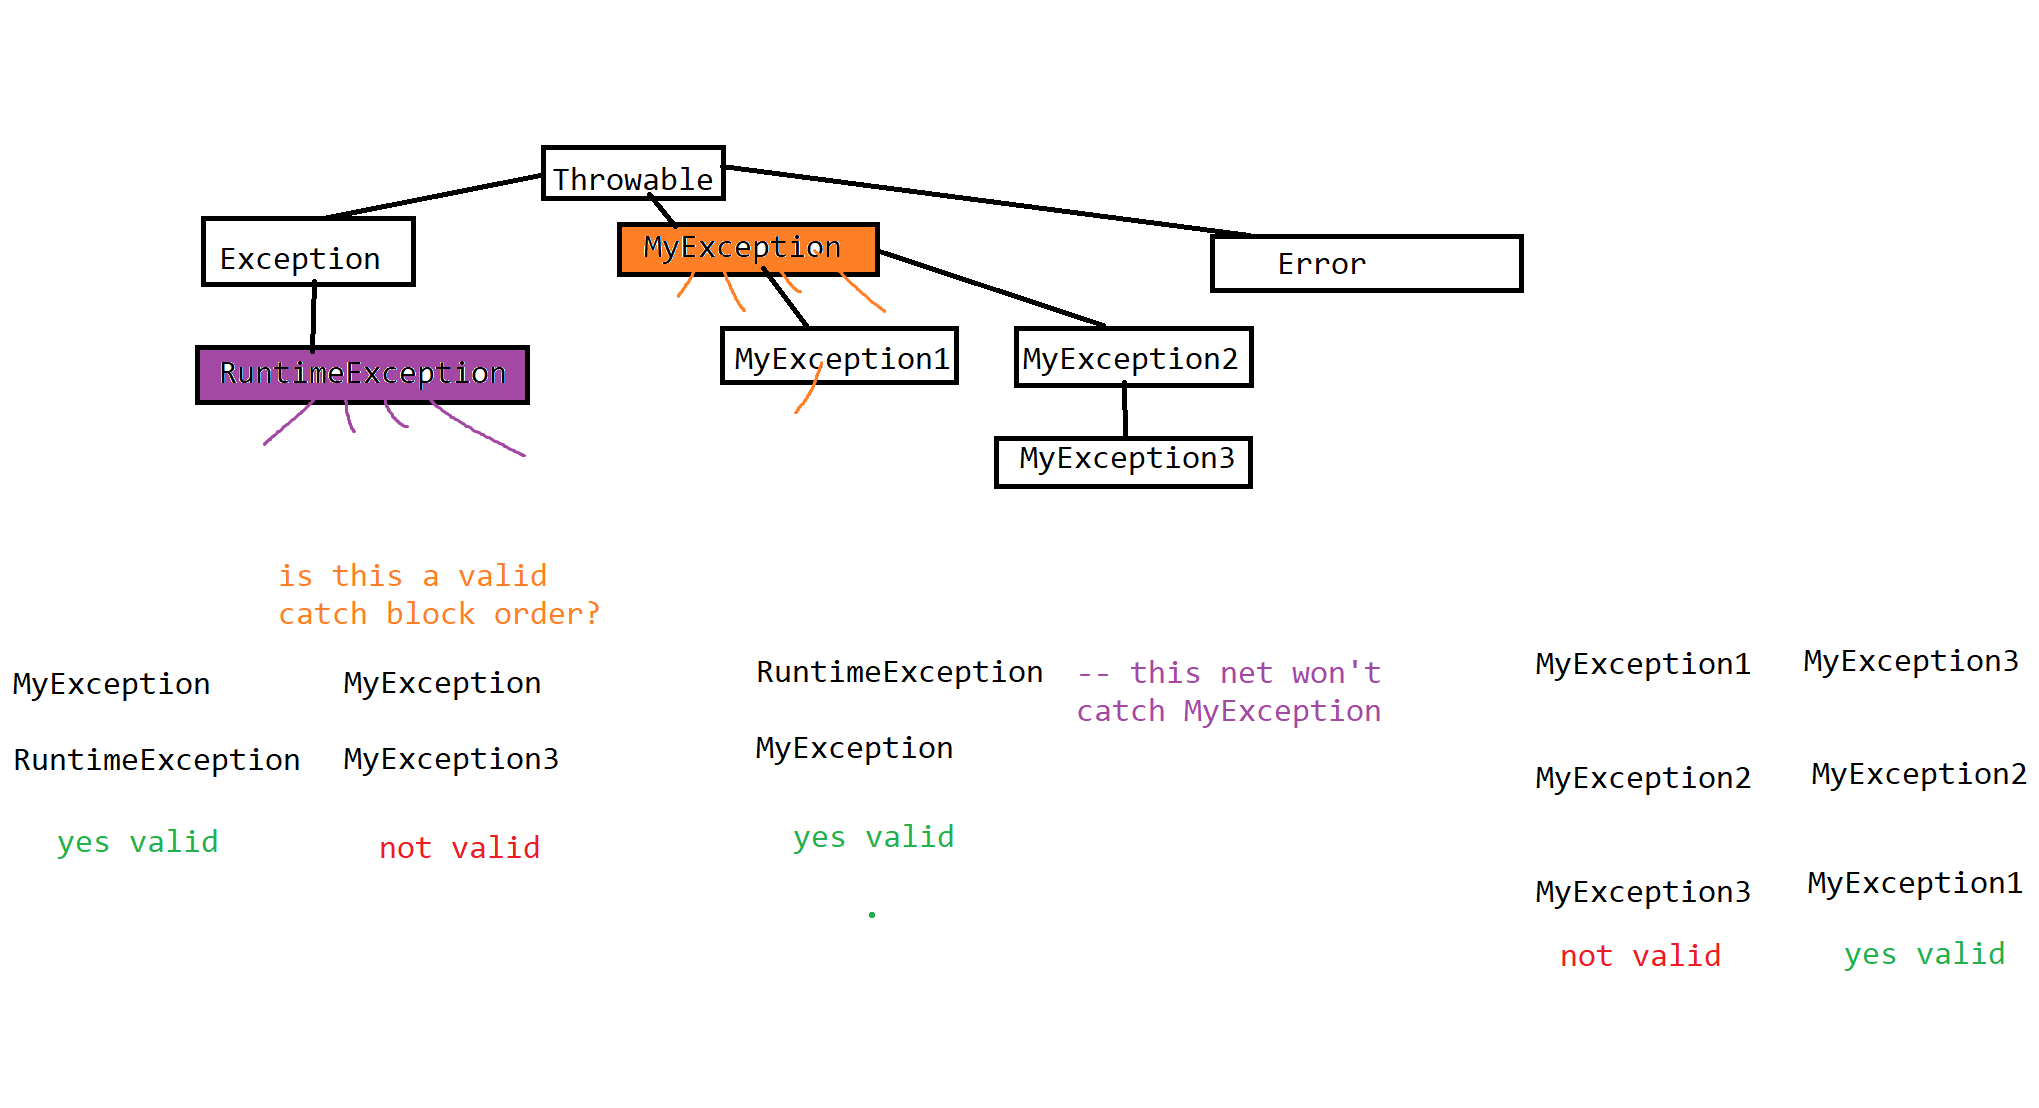 Throwable
Exception
MyException
Error
RuntimeException
MyException1
MyException2
MyException3
is this a valid
catch block order?
MyException
RuntimeException
yes valid
MyException
MyException3
not valid
RuntimeException
MyException
yes valid
-- this net won't
catch MyException
MyException1
MyException2
MyException3
not valid
MyException3
MyException2
MyException1
yes valid